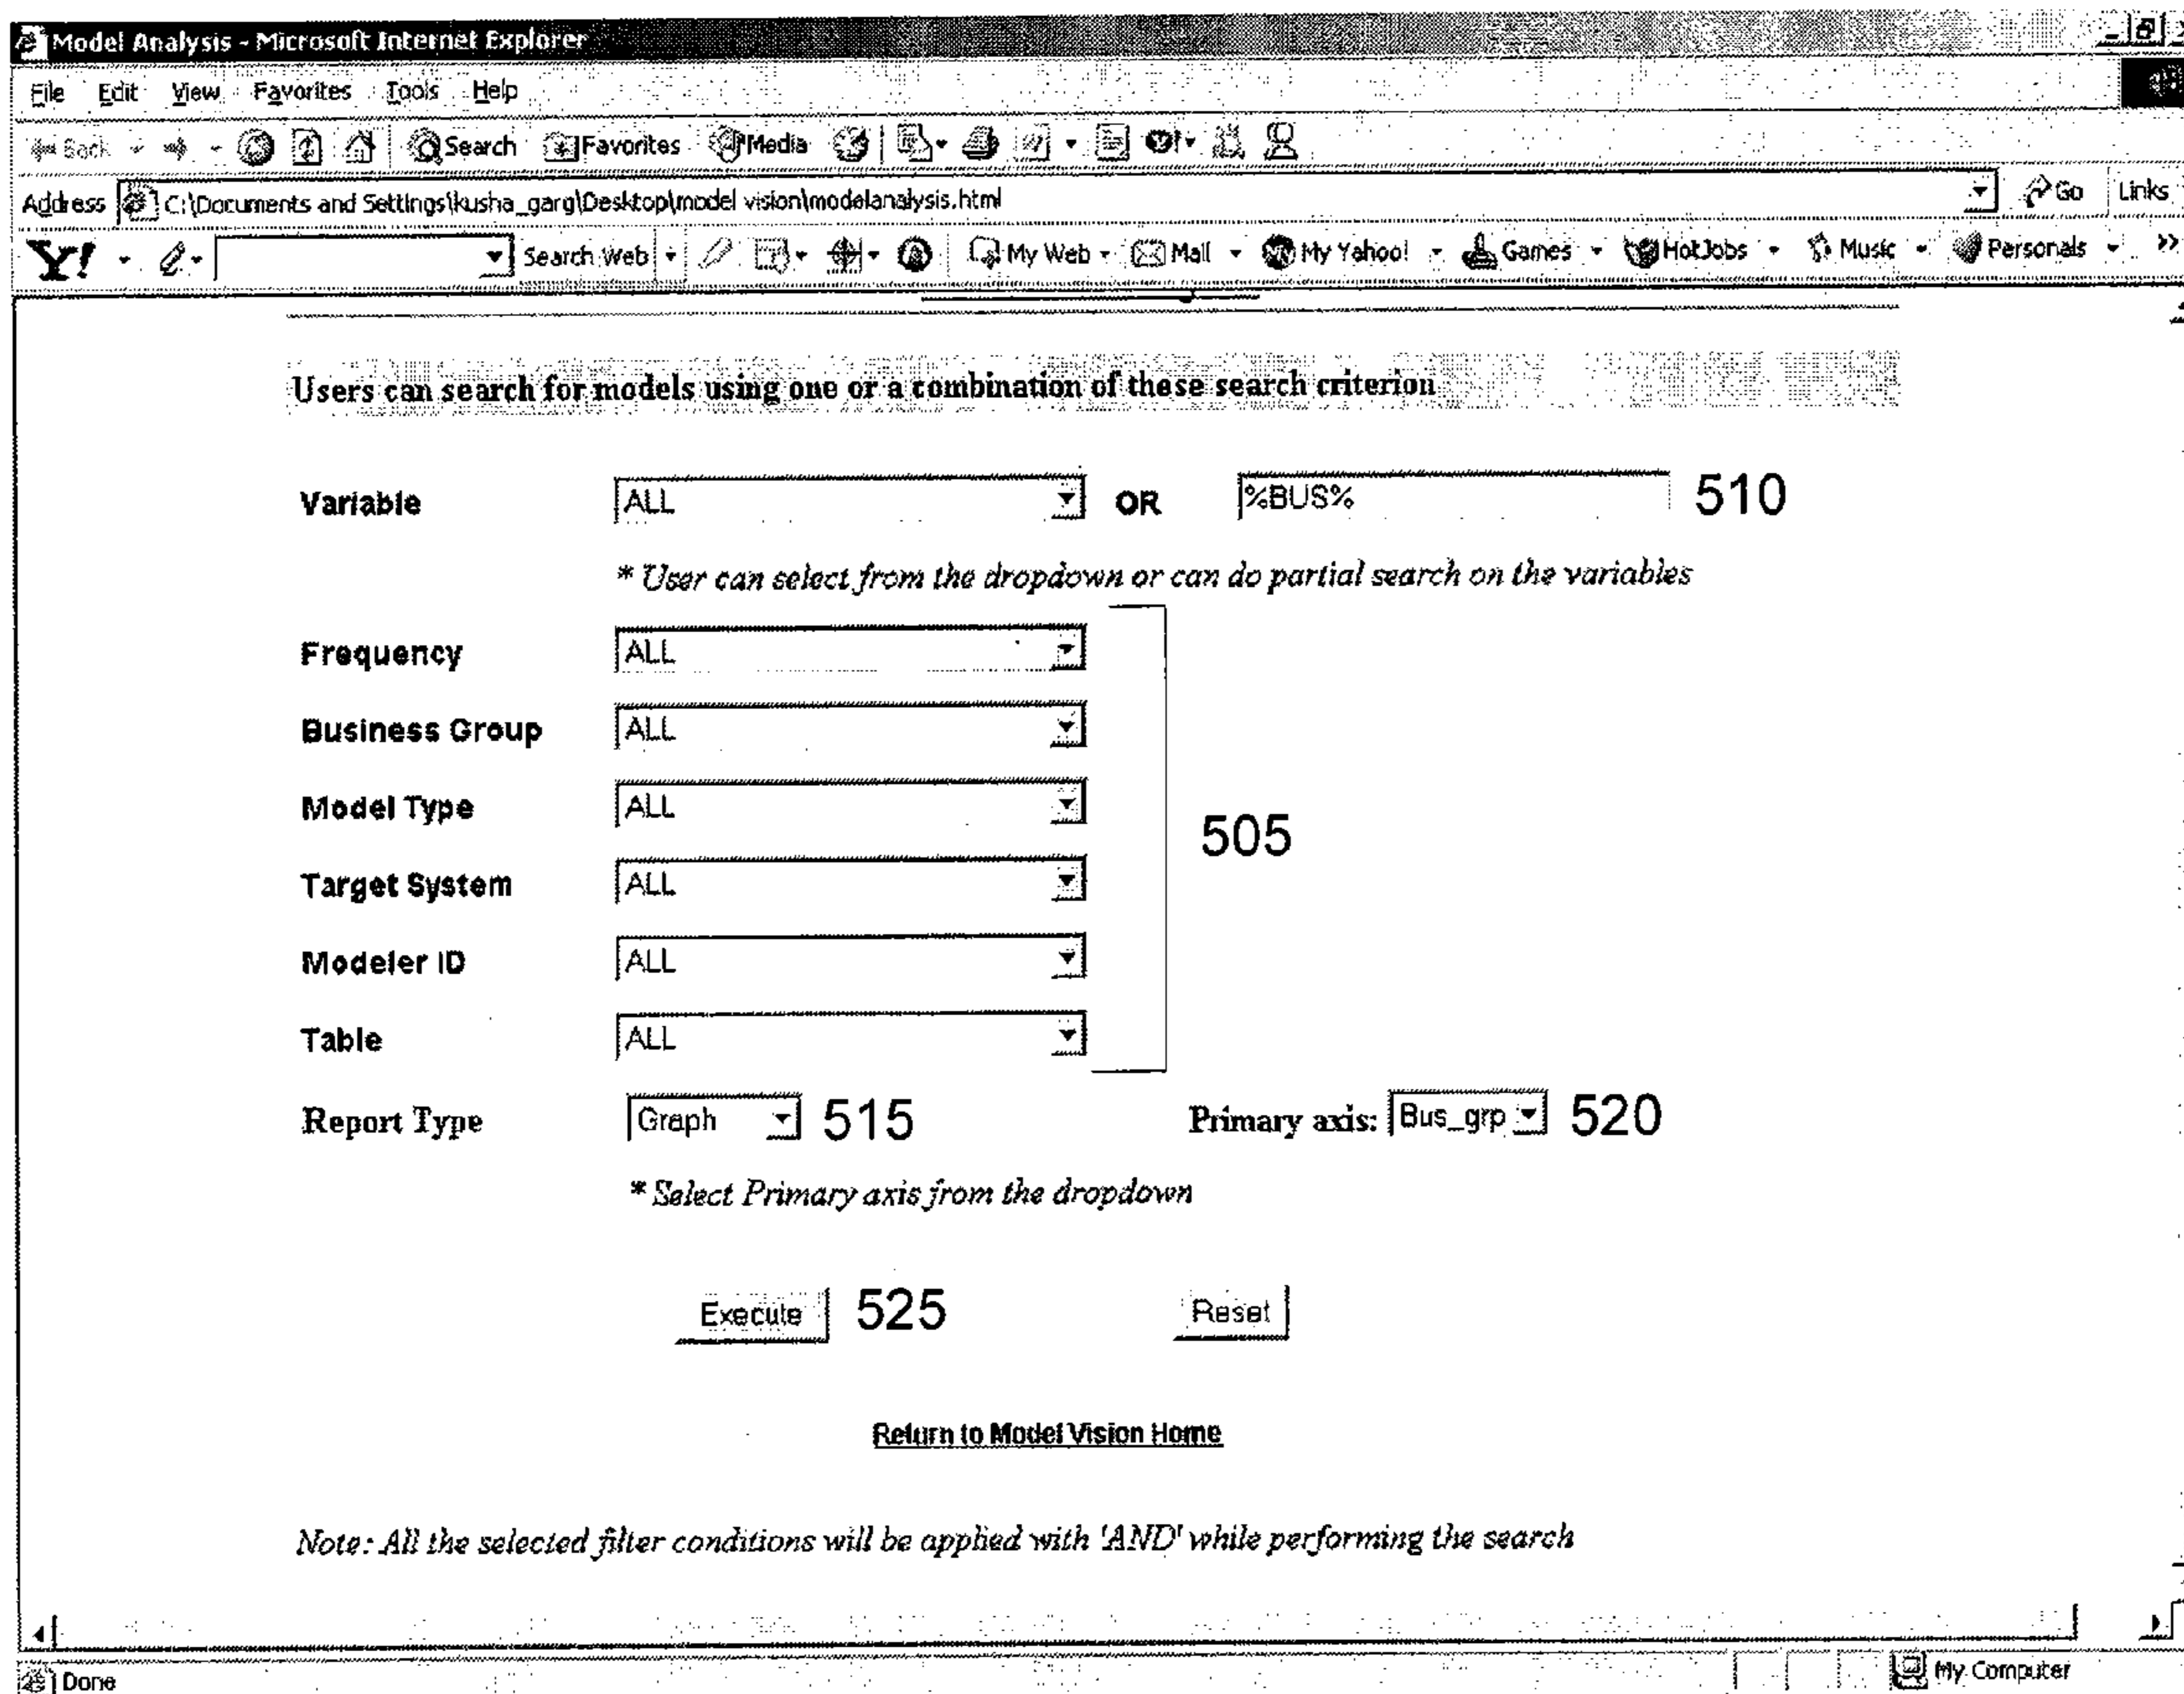 Model Analysis - Microsoft Internet Explorer
File Edit View Favorites Tools Help
Back Search Favorites Media
Address C:\Documents and Settings\kusha_garg\Desktop\model vision\modelanalysis.html Go Links
Y! Search Web My Web Mail My Yahoo! Games HotJobs Music Personals »
Users can search for models using one or a combination of these search criterion
Variable ALL OR %BUS% 510
* User can select from the dropdown or can do partial search on the variables
Frequency ALL
Business Group ALL
Model Type ALL
505
Target System ALL
Modeler ID ALL
Table ALL
Report Type Graph 515 Primary axis: Bus_grp 520
* Select Primary axis from the dropdown
Execute 525 Reset
Return to Model Vision Home
Note: All the selected filter conditions will be applied with 'AND' while performing the search
Done My Computer